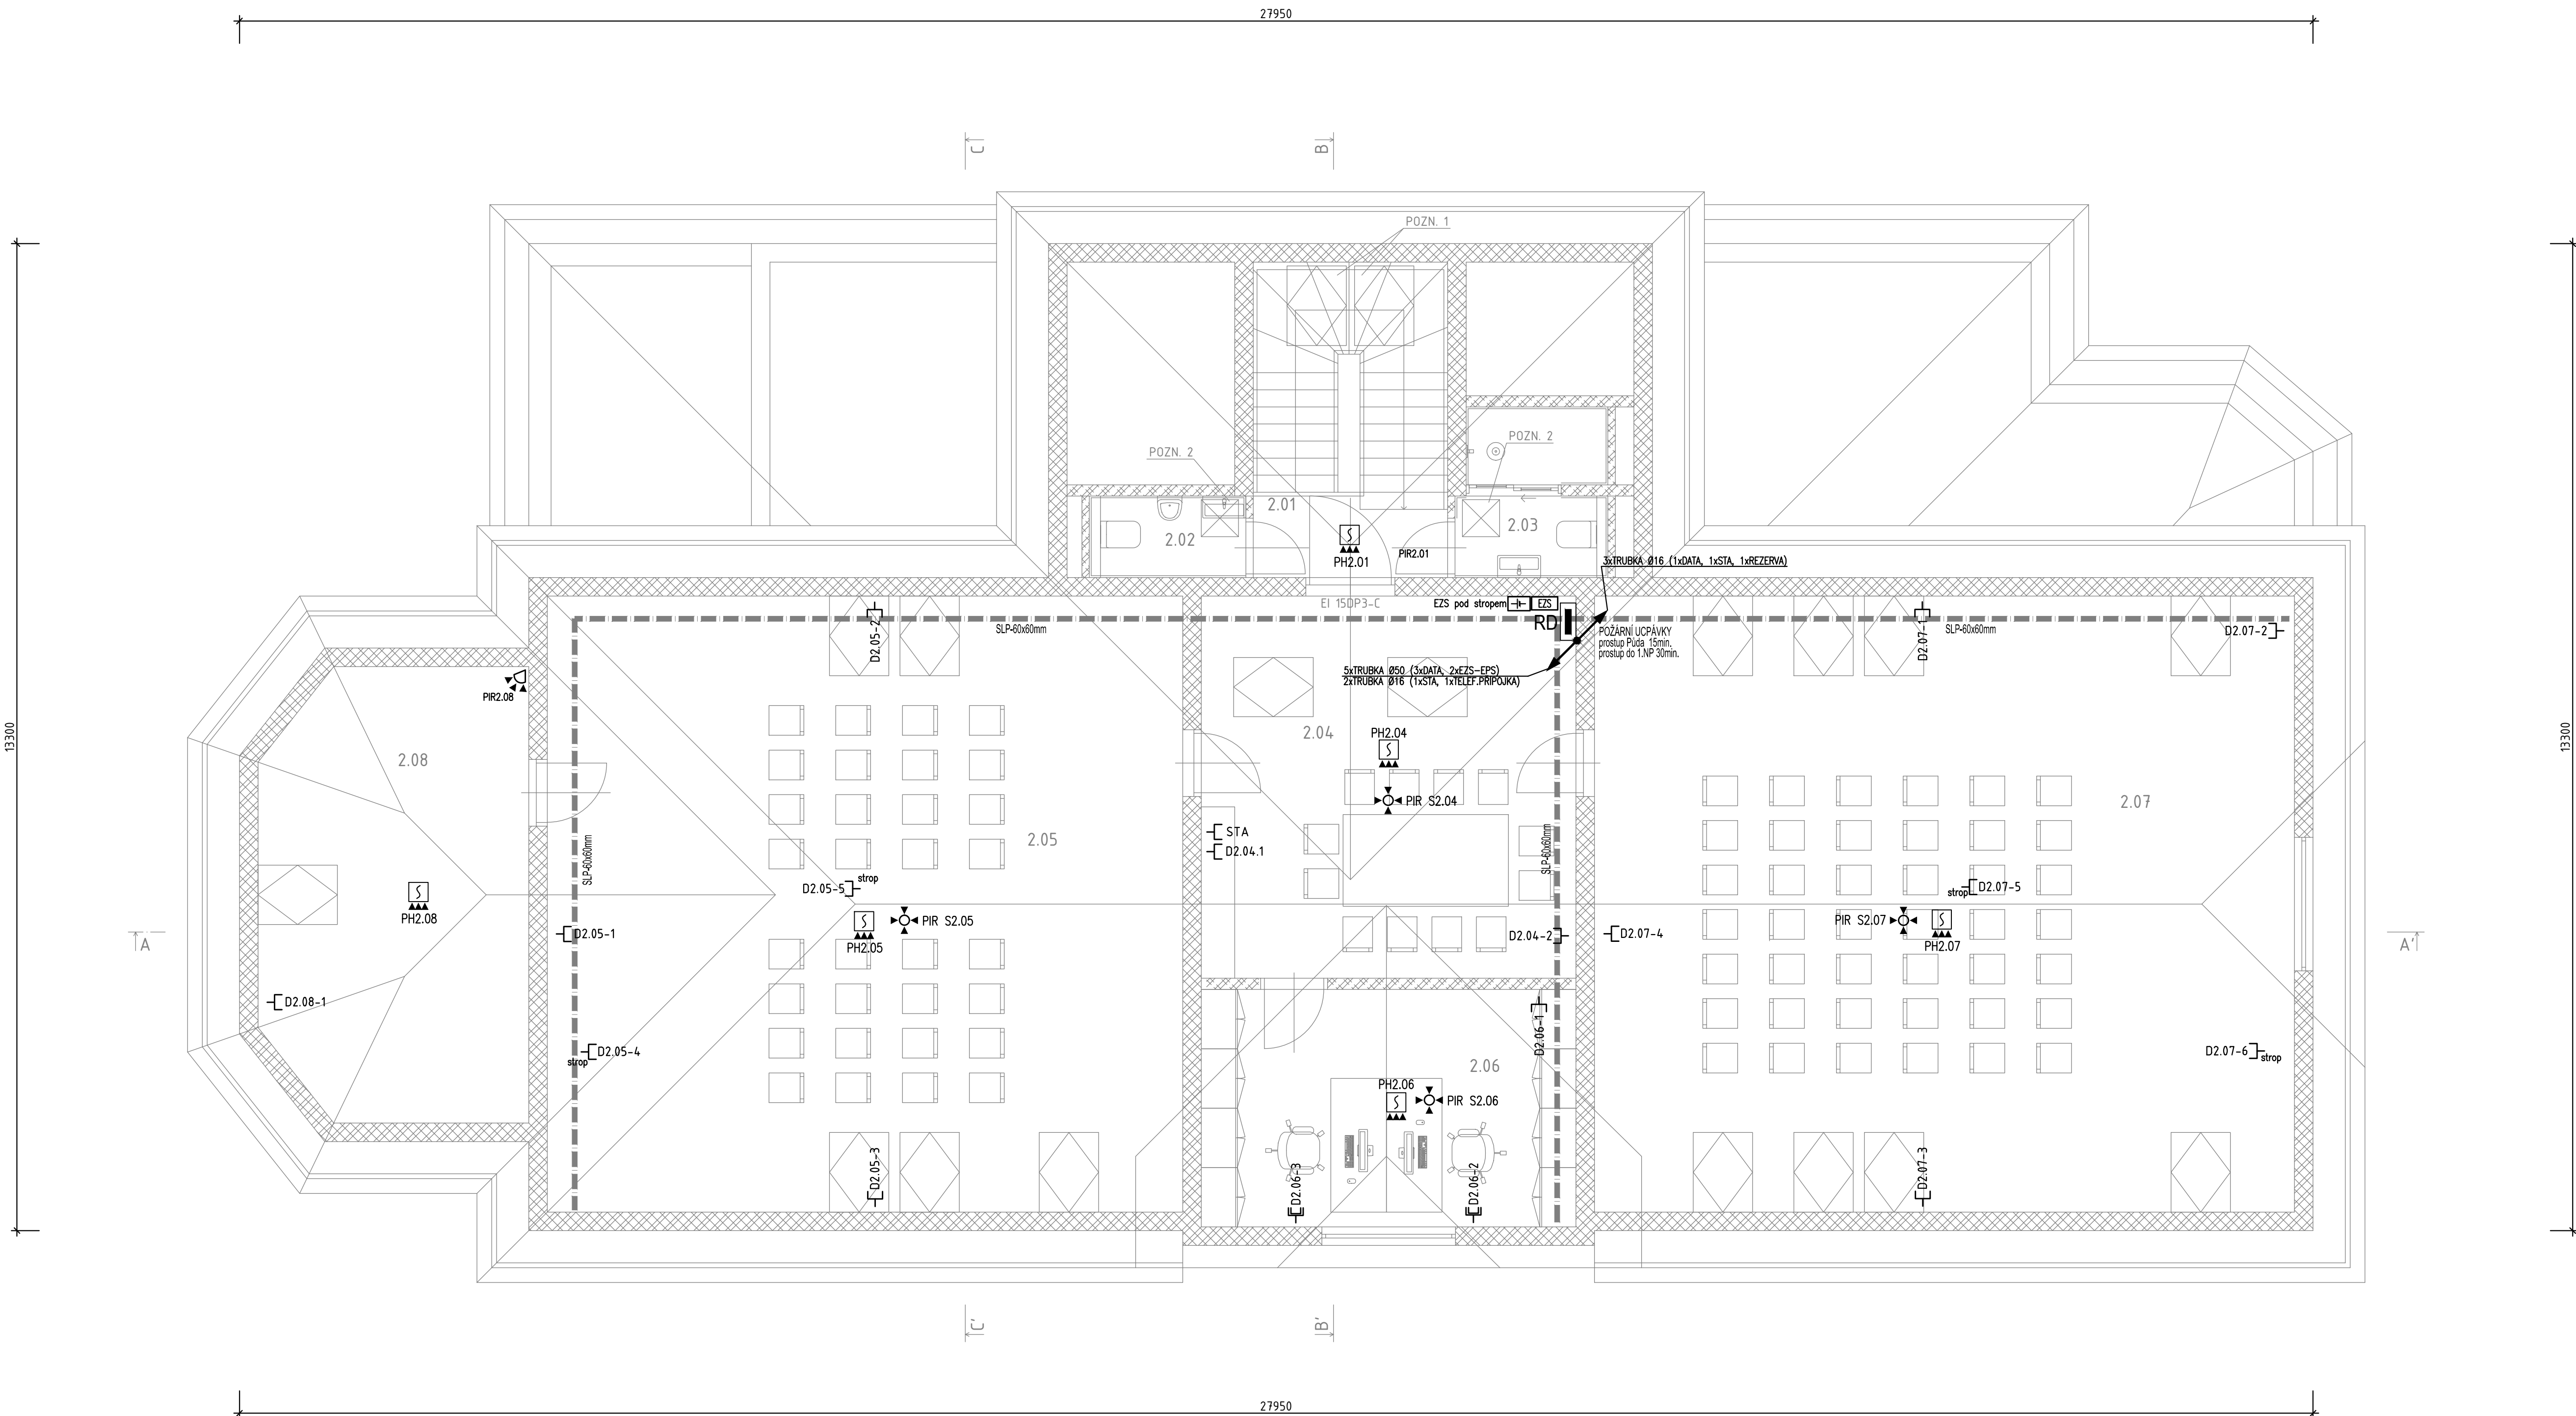 27950
C
B
POZN. 1
POZN. 2
POZN. 2
2.01
2.02
2.03
PH2.01
PIR2.01
3xTRUBKA Ø16 (1xDATA, 1xSTA, 1xREZERVA)
EI 15DP3-C
EZS pod stropem
EZS
RD
POŽÁRNÍ UCPÁVKY
prostup Půda 15min.
prostup do 1.NP 30min.
SLP-60x60mm
SLP-60x60mm
D2.05-2
D2.07-1
D2.07-2
5xTRUBKA Ø50 (3xDATA, 2xEZS-EPS)
2xTRUBKA Ø16 (1xSTA, 1xTELEF.PŘÍPOJKA)
PIR2.08
13300
13300
2.08
2.04
PH2.04
PIR S2.04
2.07
2.05
STA
D2.04.1
SLP-60x60mm
SLP-60x60mm
D2.05-5
strop
PH2.08
PH2.05
PIR S2.05
D2.05-1
D2.04-2
D2.07-4
strop
D2.07-5
PIR S2.07
PH2.07
A
A'
D2.08-1
D2.05-4
strop
D2.06-1
2.06
D2.07-6
strop
PH2.06
PIR S2.06
D2.05-3
D2.06-3
D2.06-2
D2.07-3
C'
B'
27950